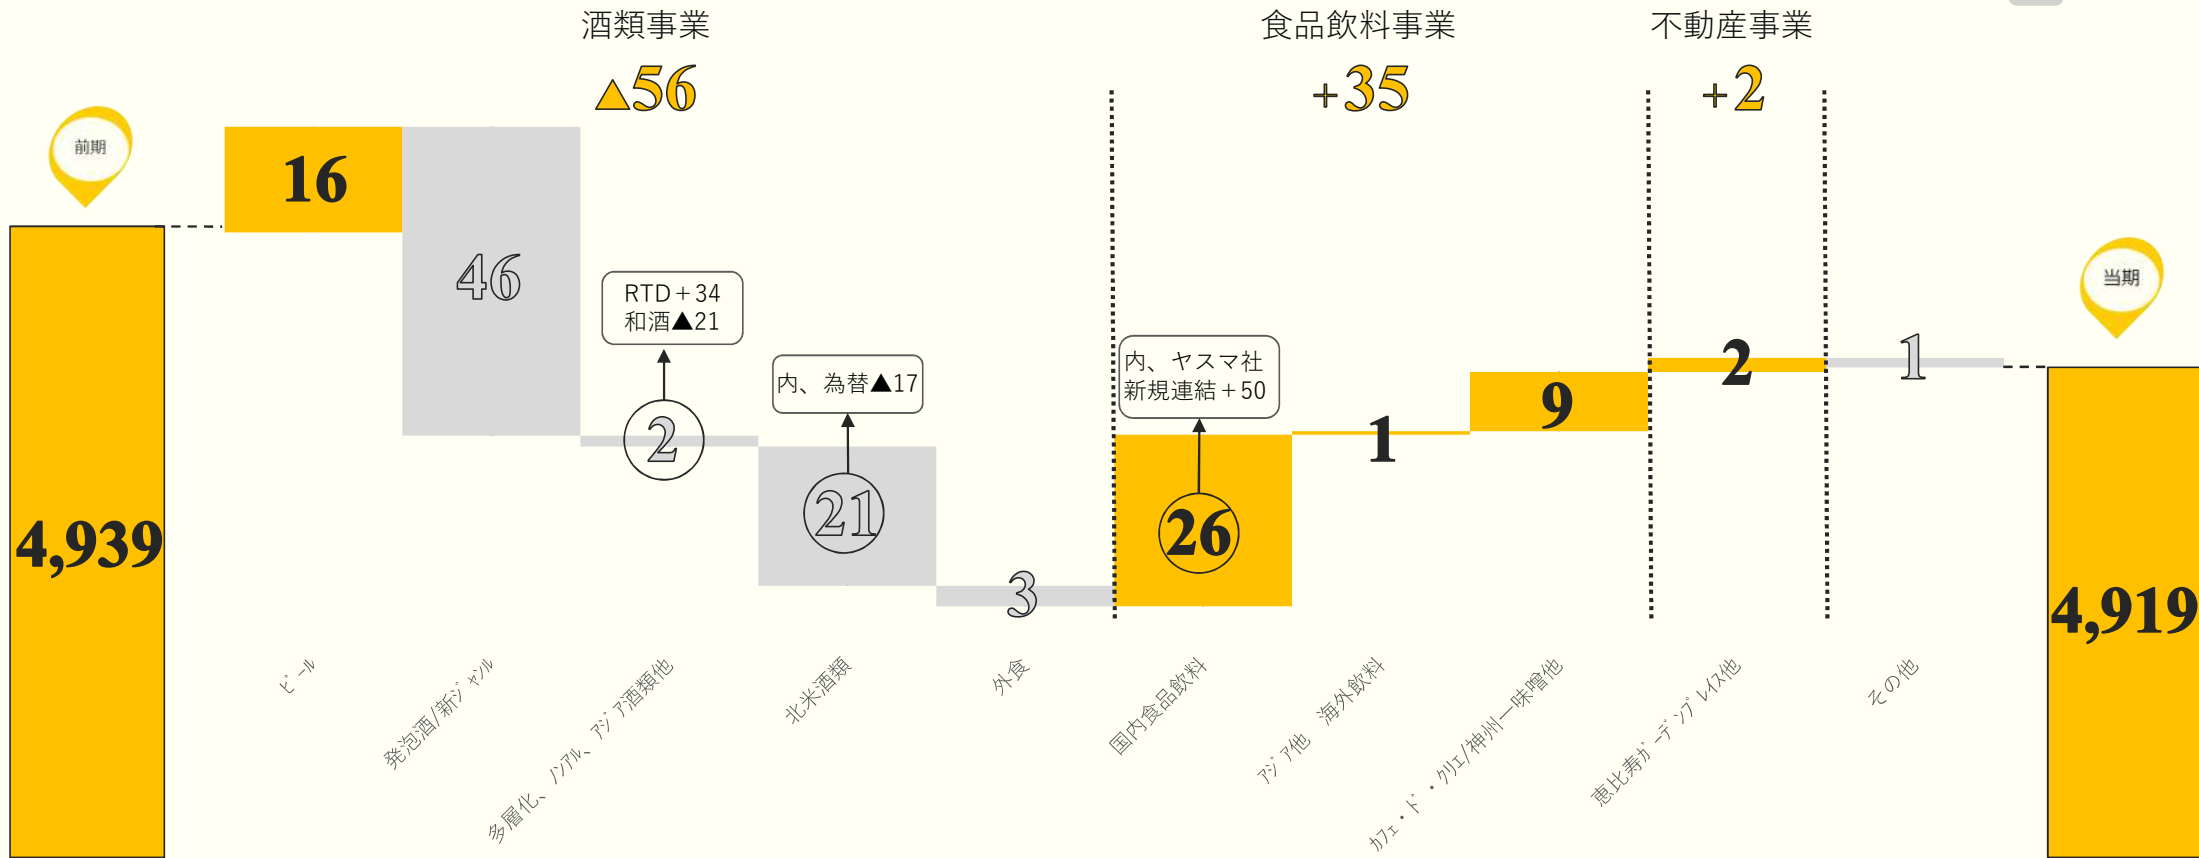 酒類事業
▲56
食品飲料事業
+35
不動産事業
+2
前期
4,939
16
46
RTD+34
和酒▲21
2
内、為替▲17
21
3
内、ヤスマ社
新規連結+50
26
1
9
2
1
当期
4,919
ﾋﾞｰﾙ
発泡酒/新ｼﾞｬﾝﾙ
多層化、ﾉﾝｱﾙ、ｱｼﾞｱ酒類他
北米酒類
外食
国内食品飲料
ｱｼﾞｱ他 海外飲料
ｶﾌｪ・ﾄﾞ・ｸﾘｴ/神州一味噌他
恵比寿ｶﾞｰﾃﾞﾝﾌﾟﾚｲｽ他
その他